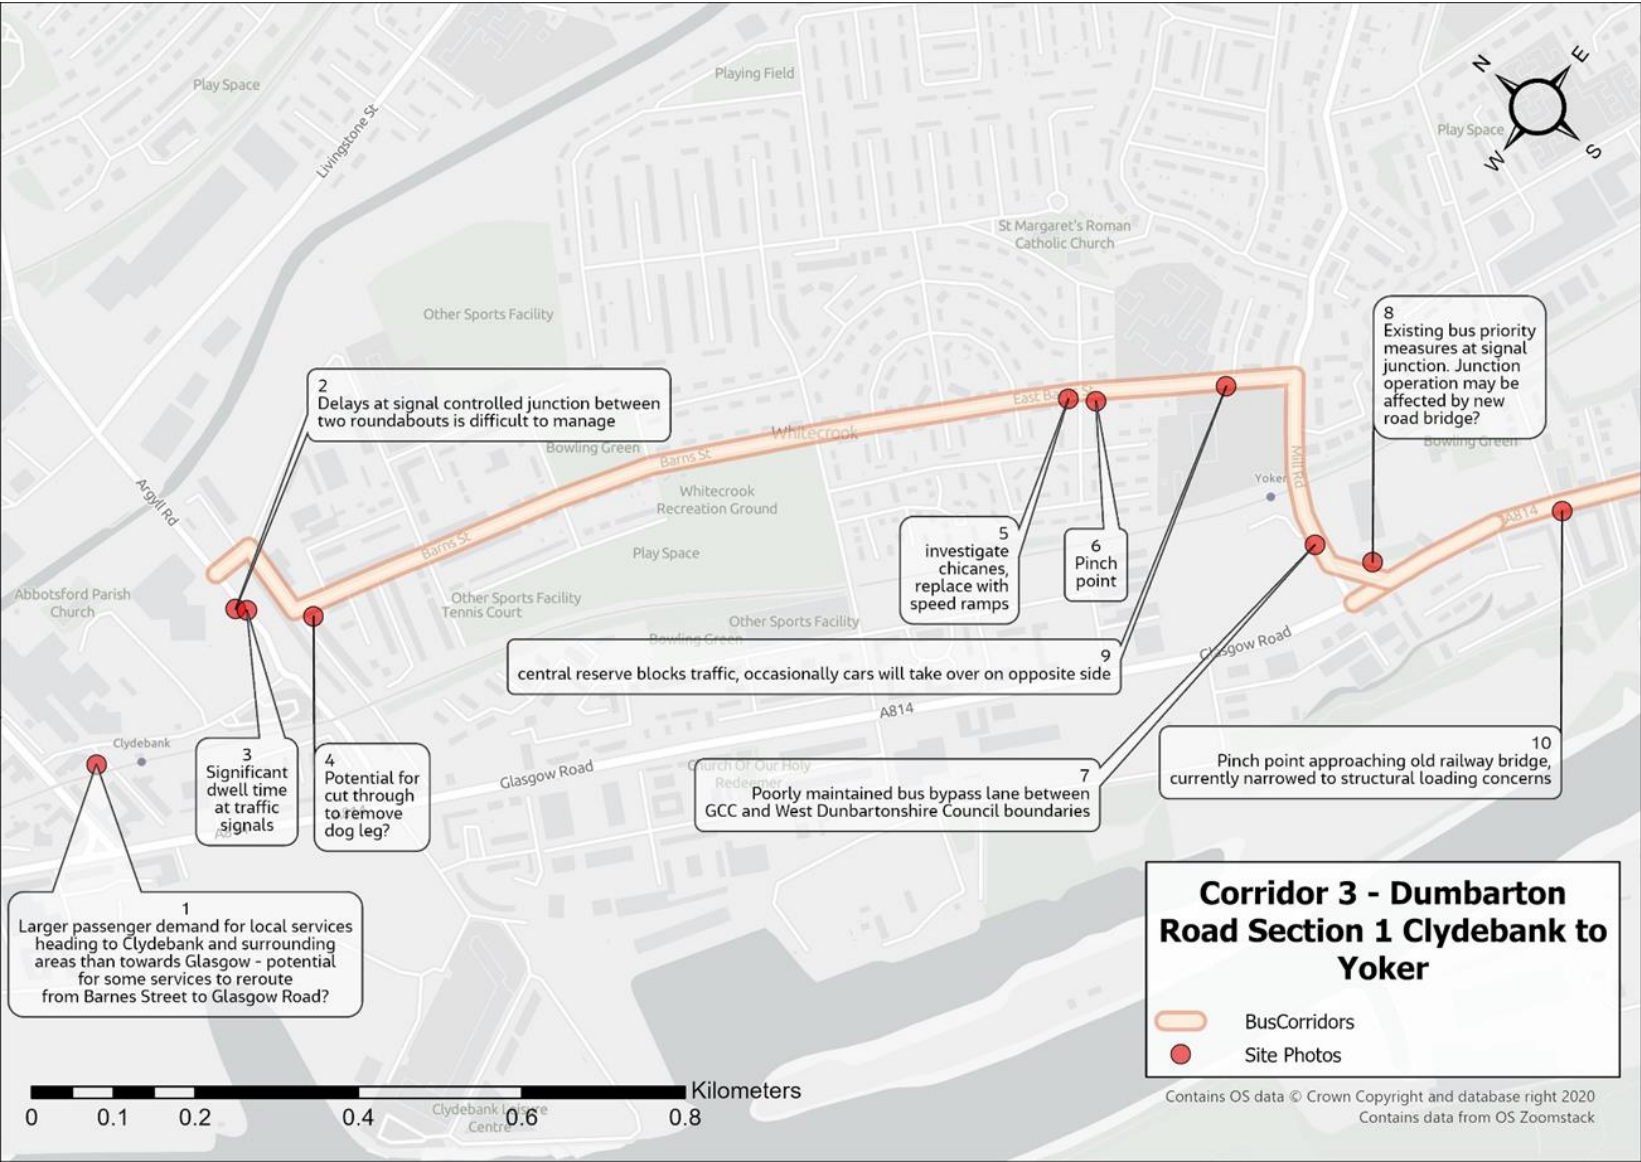 Play Space
Playing Field
N
E
W
S
Play Space
Livingstone St
St Margaret's Roman
Catholic Church
Other Sports Facility
8
Existing bus priority
measures at signal
junction. Junction
operation may be
affected by new
road bridge?
Bowling Green
2
Delays at signal controlled junction between
two roundabouts is difficult to manage
Bowling Green
Whitecrook
East Ba
St
Barns St
Mill Rd
Yoker
Argyll Rd
Whitecrook
Recreation Ground
A814
Barns St
Play Space
5
investigate
chicanes,
replace with
speed ramps
6
Pinch
point
Abbotsford Parish
Church
Other Sports Facility
Tennis Court
Other Sports Facility
Bowling Green
Glasgow Road
9
central reserve blocks traffic, occasionally cars will take over on opposite side
A814
Clydebank
3
Significant
dwell time
at traffic
signals
4
Potential for
cut through
to remove
dog leg?
Glasgow Road
Church Of Our Holy
Redeemer
7
Poorly maintained bus bypass lane between
GCC and West Dunbartonshire Council boundaries
10
Pinch point approaching old railway bridge,
currently narrowed to structural loading concerns
1
Larger passenger demand for local services
heading to Clydebank and surrounding
areas than towards Glasgow - potential
for some services to reroute
from Barnes Street to Glasgow Road?
Corridor 3 - Dumbarton
Road Section 1 Clydebank to
Yoker
BusCorridors
Site Photos
Kilometers
0 0.1 0.2 0.4 0.6 0.8
Clydebank Leisure
Centre
Contains OS data © Crown Copyright and database right 2020
Contains data from OS Zoomstack